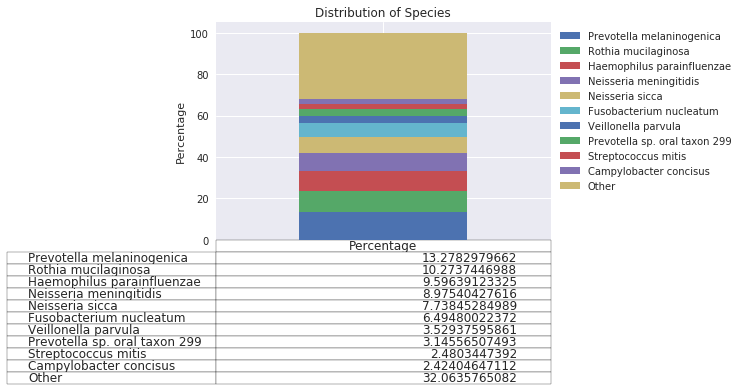 Distribution of Species
100
80
60
40
20
0
Percentage
Prevotella melaninogenica
Rothia mucilaginosa
Haemophilus parainfluenzae
Neisseria meningitidis
Neisseria sicca
Fusobacterium nucleatum
Veillonella parvula
Prevotella sp. oral taxon 299
Streptococcus mitis
Campylobacter concisus
Other
Percentage
Prevotella melaninogenica 13.2782979662
Rothia mucilaginosa 10.2737446988
Haemophilus parainfluenzae 9.59639123325
Neisseria meningitidis 8.97540427616
Neisseria sicca 7.73845284989
Fusobacterium nucleatum 6.49480022372
Veillonella parvula 3.52937595861
Prevotella sp. oral taxon 299 3.14556507493
Streptococcus mitis 2.4803447392
Campylobacter concisus 2.42404647112
Other 32.0635765082